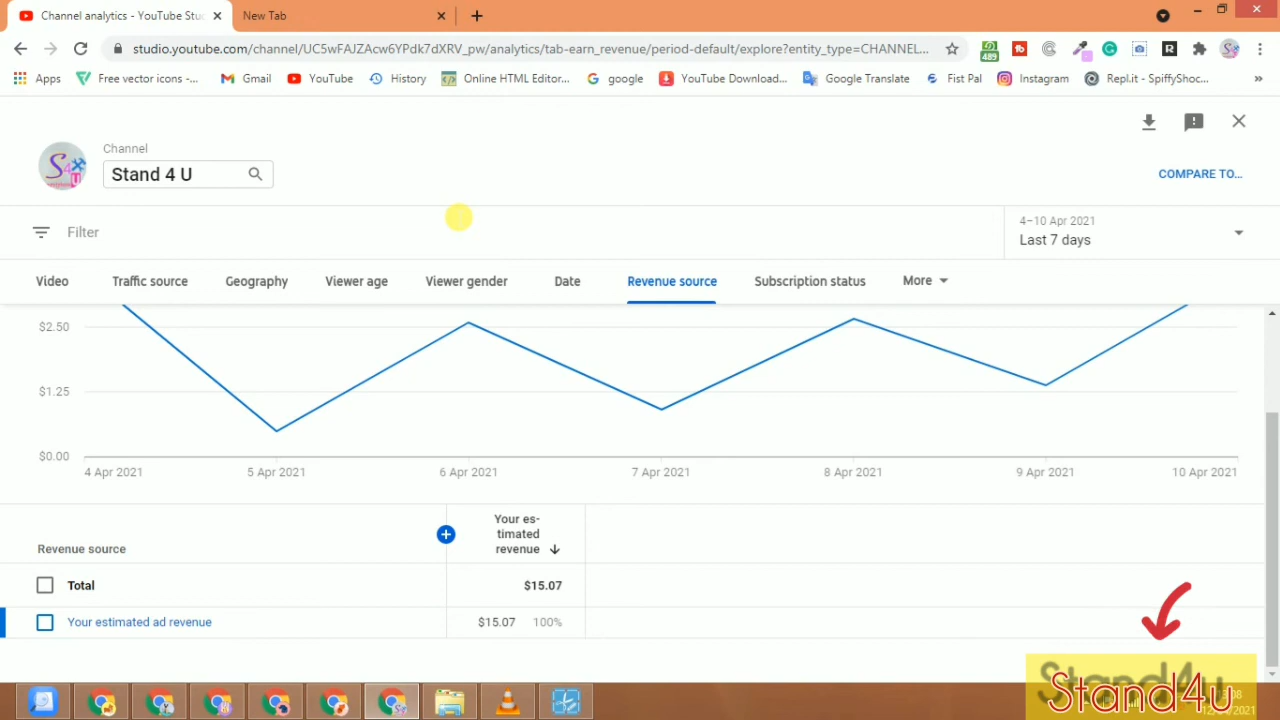 Channel analytics - YouTube Stu
New Tab
studio.youtube.com/channel/UC5wFAJZAcw6YPdk7dXRV_pw/analytics/tab-earn_revenue/period-default/explore?entity_type=CHANNEL...
489
Apps
Free vector icons -...
Gmail
YouTube
History
Online HTML Editor...
google
YouTube Download...
Google Translate
Fist Pal
Instagram
Repl.it - SpiffyShoc...
Channel
Stand 4 U
COMPARE TO...
Filter
4–10 Apr 2021
Last 7 days
Video
Traffic source
Geography
Viewer age
Viewer gender
Date
Revenue source
Subscription status
More
$2.50
$1.25
$0.00
4 Apr 2021
5 Apr 2021
6 Apr 2021
7 Apr 2021
8 Apr 2021
9 Apr 2021
10 Apr 2021
Revenue source
Your es-
timated
revenue
Total
$15.07
Your estimated ad revenue
$15.07
100%
Stand4u